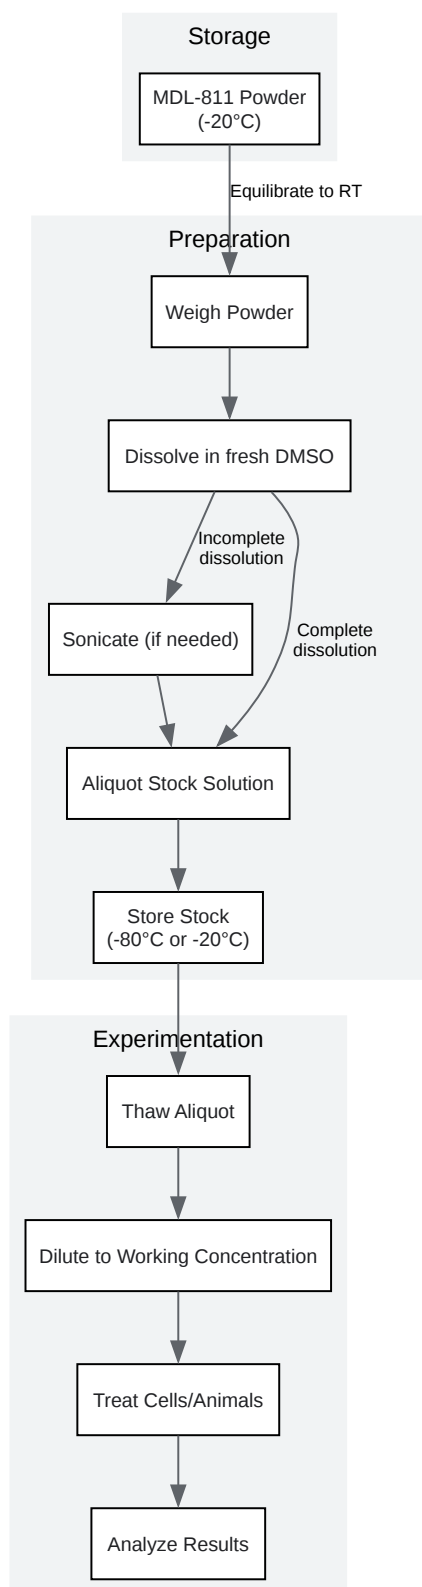 Storage
MDL-811 Powder
(-20°C)
Equilibrate to RT
Preparation
Weigh Powder
Dissolve in fresh DMSO
Incomplete
dissolution
Sonicate (if needed)
Complete
dissolution
Aliquot Stock Solution
Store Stock
(-80°C or -20°C)
Experimentation
Thaw Aliquot
Dilute to Working Concentration
Treat Cells/Animals
Analyze Results